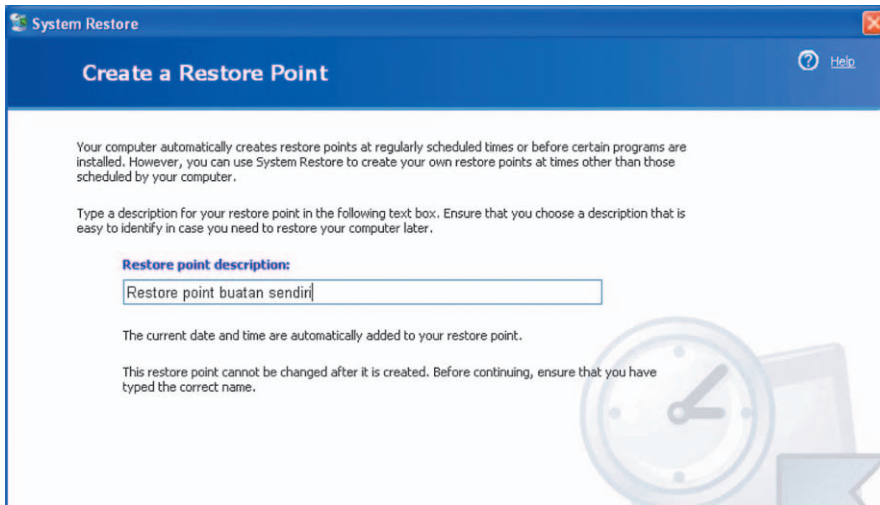 System Restore
Create a Restore Point
Help
Your computer automatically creates restore points at regularly scheduled times or before certain programs are
installed. However, you can use System Restore to create your own restore points at times other than those
scheduled by your computer.
Type a description for your restore point in the following text box. Ensure that you choose a description that is
easy to identify in case you need to restore your computer later.
Restore point description:
Restore point buatan sendiri
The current date and time are automatically added to your restore point.
This restore point cannot be changed after it is created. Before continuing, ensure that you have
typed the correct name.